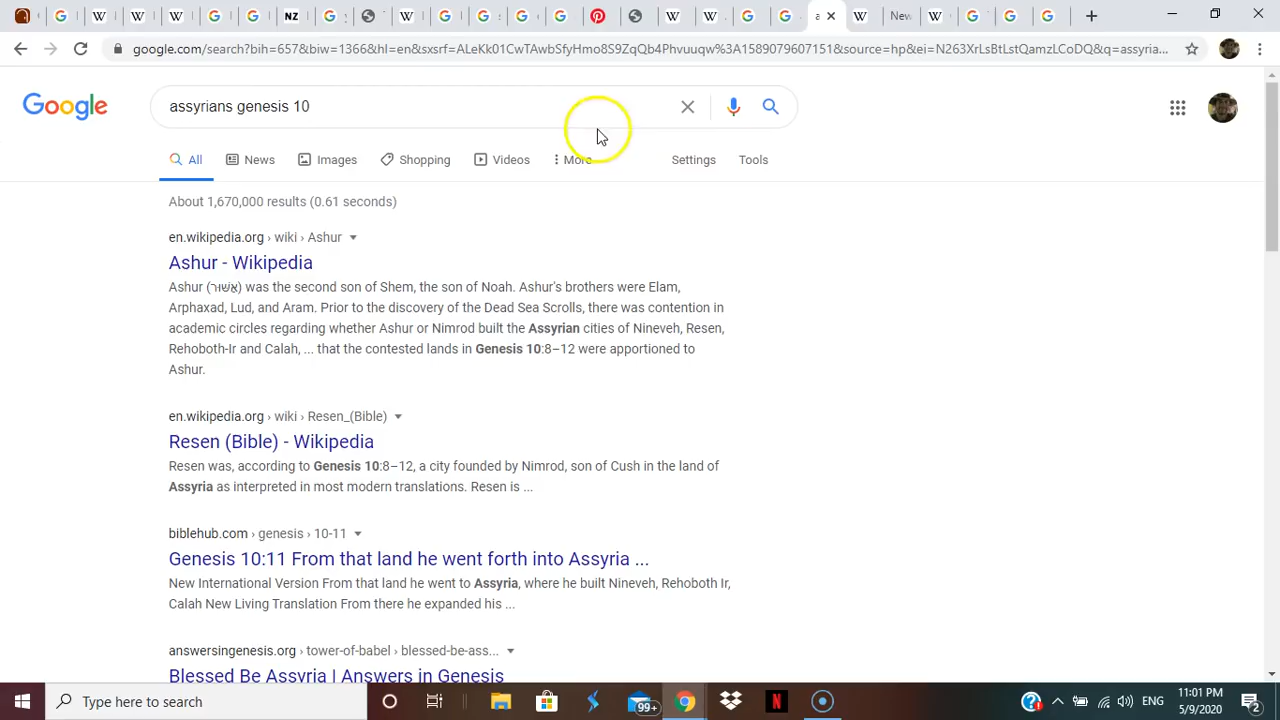 google.com/search?bih=657&biw=1366&hl=en&sxsrf=ALeKk01CwTAwbSfyHmo8S9ZqQb4Phvuuqw%3A1589079607151&source=hp&ei=N263XrLsBtLstQamzLCoDQ&q=assyria...
Google
assyrians genesis 10
All
News
Images
Shopping
Videos
More
Settings
Tools
About 1,670,000 results (0.61 seconds)
en.wikipedia.org › wiki › Ashur
Ashur - Wikipedia
Ashur (אַשּׁוּר) was the second son of Shem, the son of Noah. Ashur's brothers were Elam,
Arphaxad, Lud, and Aram. Prior to the discovery of the Dead Sea Scrolls, there was contention in
academic circles regarding whether Ashur or Nimrod built the Assyrian cities of Nineveh, Resen,
Rehoboth-Ir and Calah, ... that the contested lands in Genesis 10:8–12 were apportioned to
Ashur.
en.wikipedia.org › wiki › Resen_(Bible)
Resen (Bible) - Wikipedia
Resen was, according to Genesis 10:8–12, a city founded by Nimrod, son of Cush in the land of
Assyria as interpreted in most modern translations. Resen is ...
biblehub.com › genesis › 10-11
Genesis 10:11 From that land he went forth into Assyria ...
New International Version From that land he went to Assyria, where he built Nineveh, Rehoboth Ir,
Calah New Living Translation From there he expanded his ...
answersingenesis.org › tower-of-babel › blessed-be-ass...
Blessed Be Assyria | Answers in Genesis
Type here to search
99+
ENG
11:01 PM
5/9/2020
2